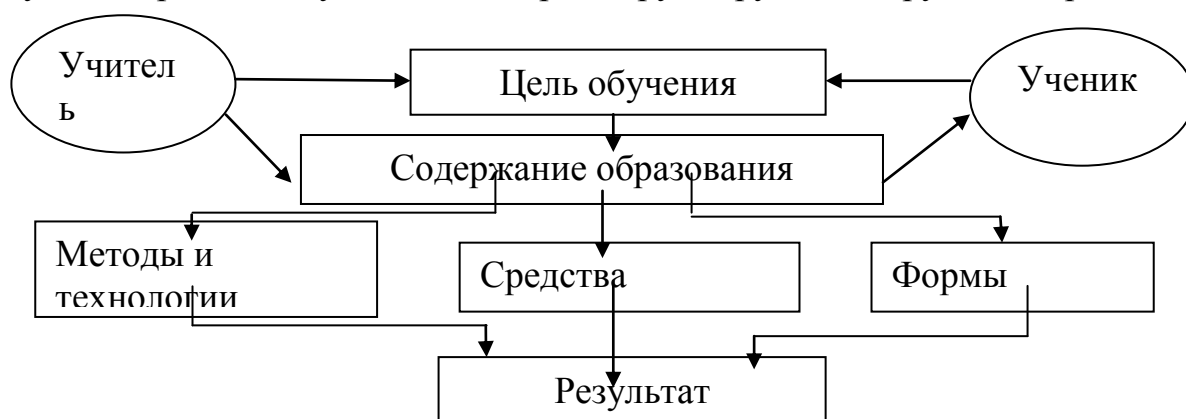 Учител
ь
Цель обучения
Ученик
Содержание образования
Методы и
технологии
Средства
Формы
Результат